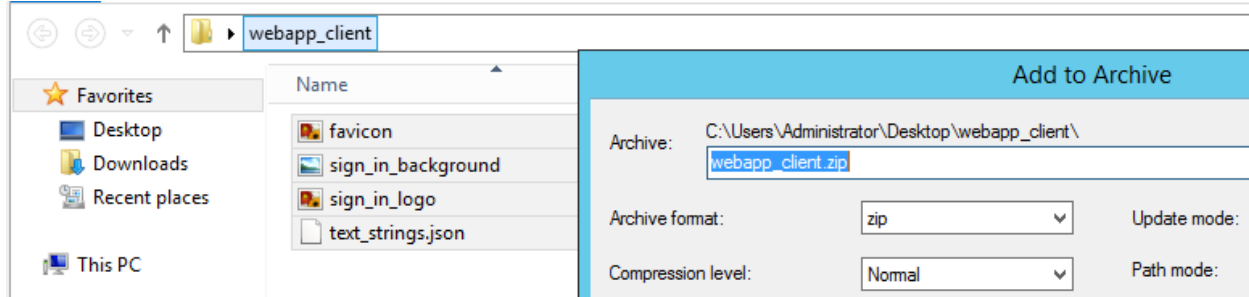 webapp_client
Add to Archive
Favorites
Name
Desktop
favicon
Archive:
C:\Users\Administrator\Desktop\webapp_client\
Downloads
sign_in_background
webapp_client.zip
Recent places
sign_in_logo
Archive format:
zip
Update mode:
text_strings.json
This PC
Compression level:
Normal
Path mode: